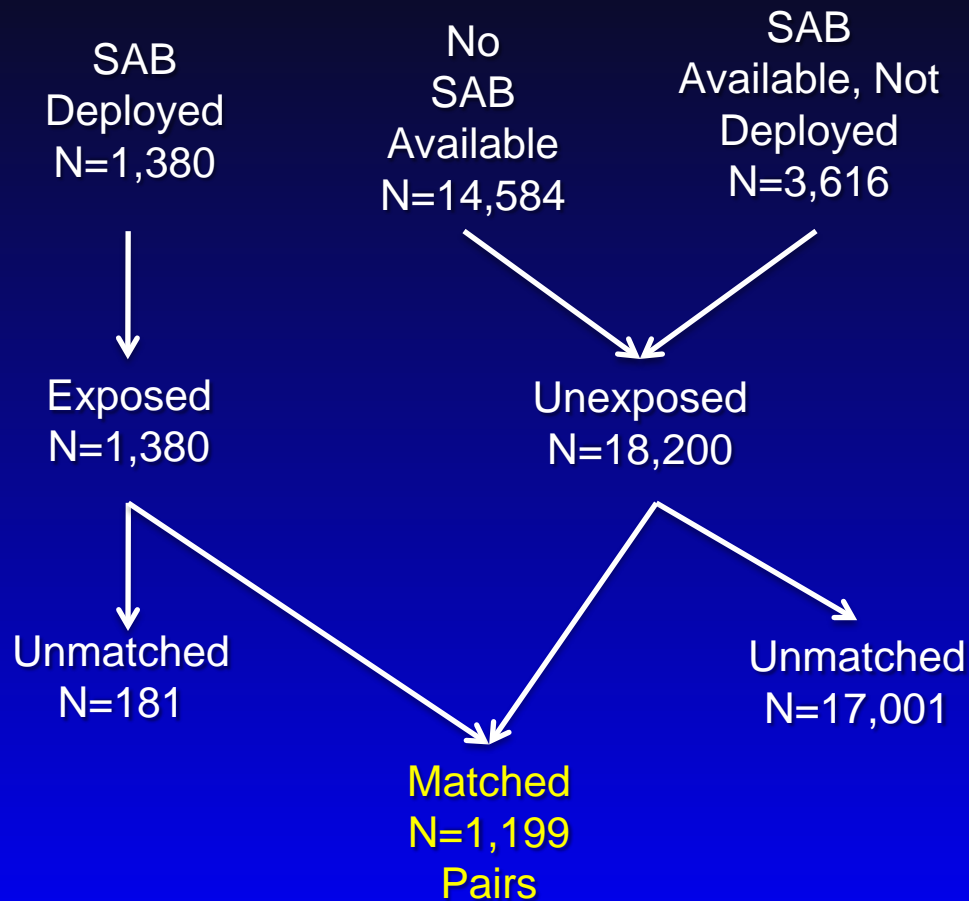 SAB
Deployed
N=1,380
No
SAB
Available
N=14,584
SAB
Available, Not
Deployed
N=3,616
Exposed
N=1,380
Unexposed
N=18,200
Unmatched
N=181
Unmatched
N=17,001
Matched
N=1,199
Pairs